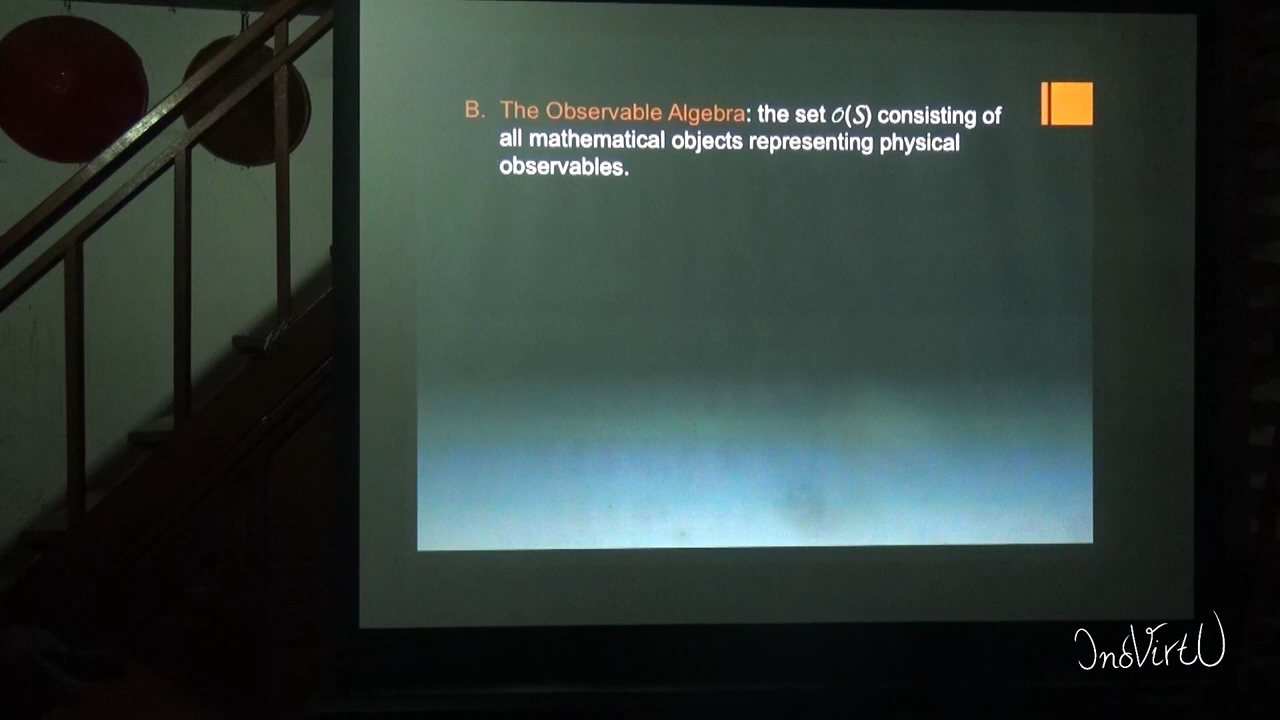 B. The Observable Algebra: the set O(S) consisting of
all mathematical objects representing physical
observables.
InoVirtU